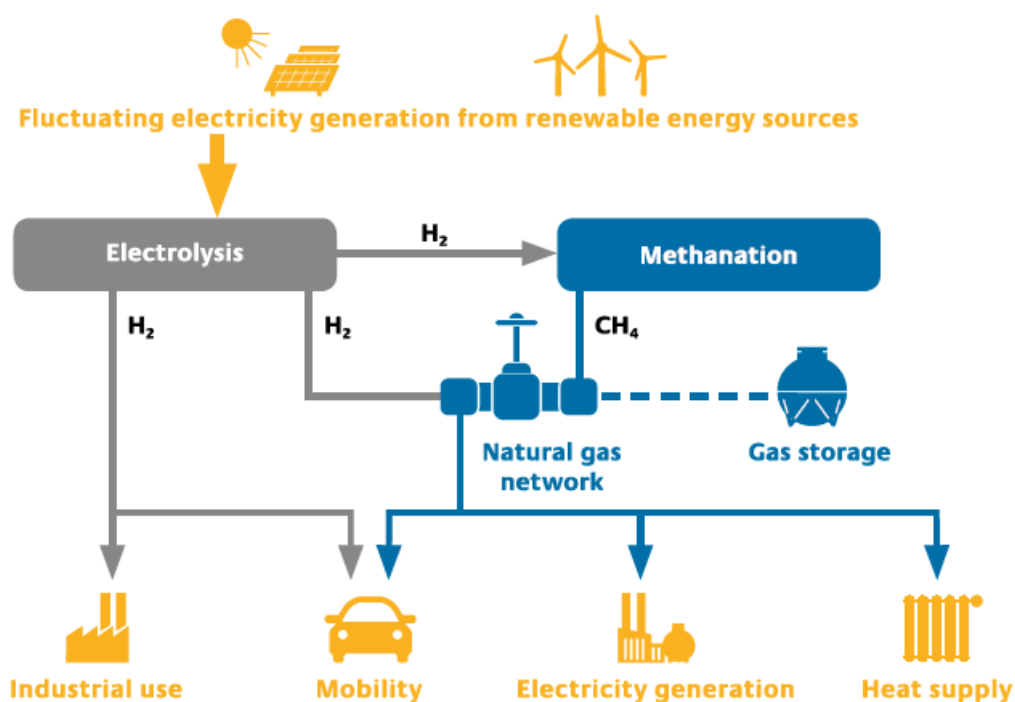 Fluctuating electricity generation from renewable energy sources
Electrolysis
H₂
Methanation
H₂
H₂
CH₄
Natural gas
network
Gas storage
Industrial use
Mobility
Electricity generation
Heat supply